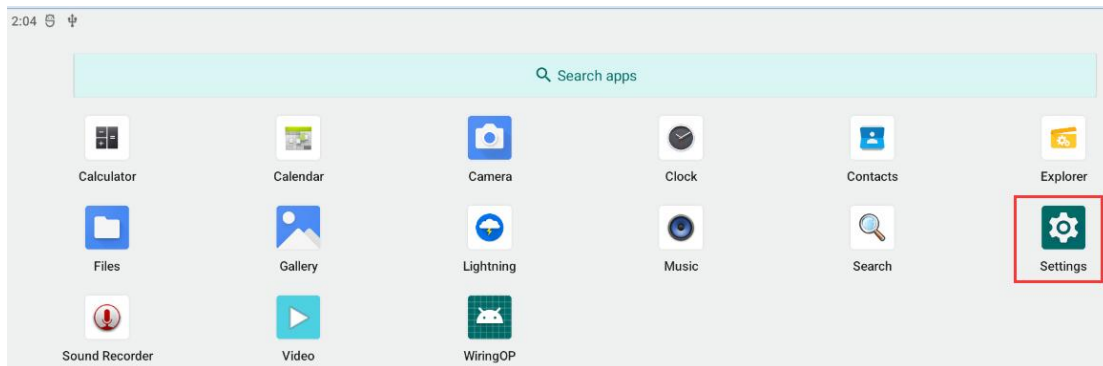 2:04
Search apps
Calculator Calendar Camera Clock Contacts Explorer
Files Gallery Lightning Music Search Settings
Sound Recorder Video WiringOP